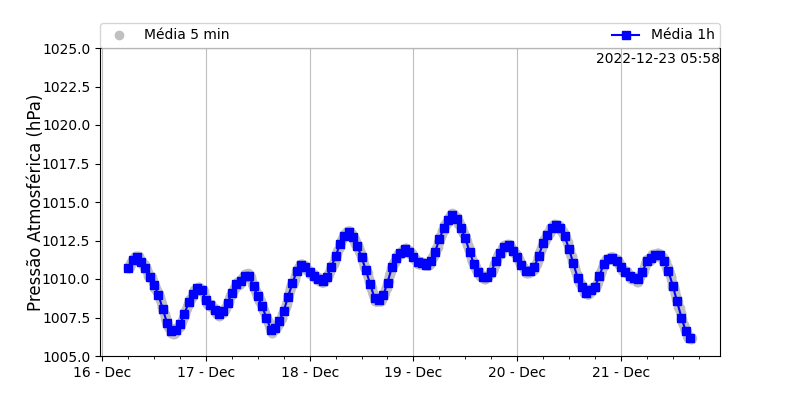 Média 5 min
Média 1h
2022-12-23 05:58
Pressão Atmosférica (hPa)
1025.0
1022.5
1020.0
1017.5
1015.0
1012.5
1010.0
1007.5
1005.0
16 - Dec
17 - Dec
18 - Dec
19 - Dec
20 - Dec
21 - Dec